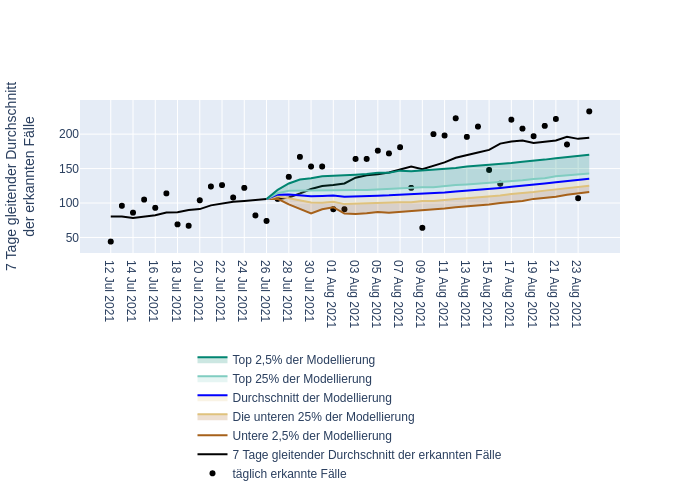 7 Tage gleitender Durchschnitt
der erkannten Fälle
200
150
100
50
12 Jul 2021
14 Jul 2021
16 Jul 2021
18 Jul 2021
20 Jul 2021
22 Jul 2021
24 Jul 2021
26 Jul 2021
28 Jul 2021
30 Jul 2021
01 Aug 2021
03 Aug 2021
05 Aug 2021
07 Aug 2021
09 Aug 2021
11 Aug 2021
13 Aug 2021
15 Aug 2021
17 Aug 2021
19 Aug 2021
21 Aug 2021
23 Aug 2021
Top 2,5% der Modellierung
Top 25% der Modellierung
Durchschnitt der Modellierung
Die unteren 25% der Modellierung
Untere 2,5% der Modellierung
7 Tage gleitender Durchschnitt der erkannten Fälle
täglich erkannte Fälle